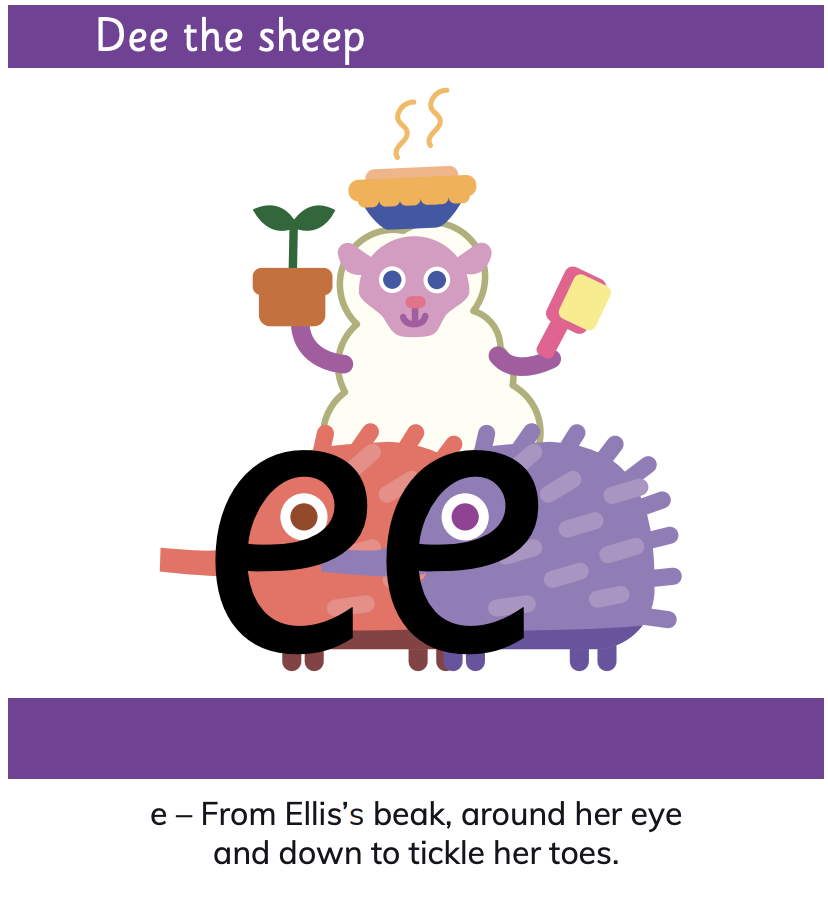 Dee the sheep
ee
e – From Ellis’s beak, around her eye
and down to tickle her toes.